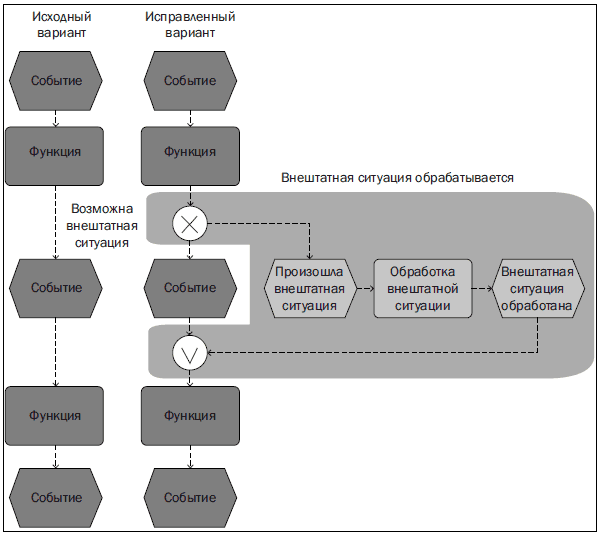 Исходный
вариант
Исправленный
вариант
Событие
Событие
Функция
Функция
Внештатная ситуация обрабатывается
Возможна
внештатная
ситуация
Событие
Событие
Произошла
внештатная
ситуация
Обработка
внештатной
ситуации
Внештатная
ситуация
обработана
Функция
Функция
Событие
Событие